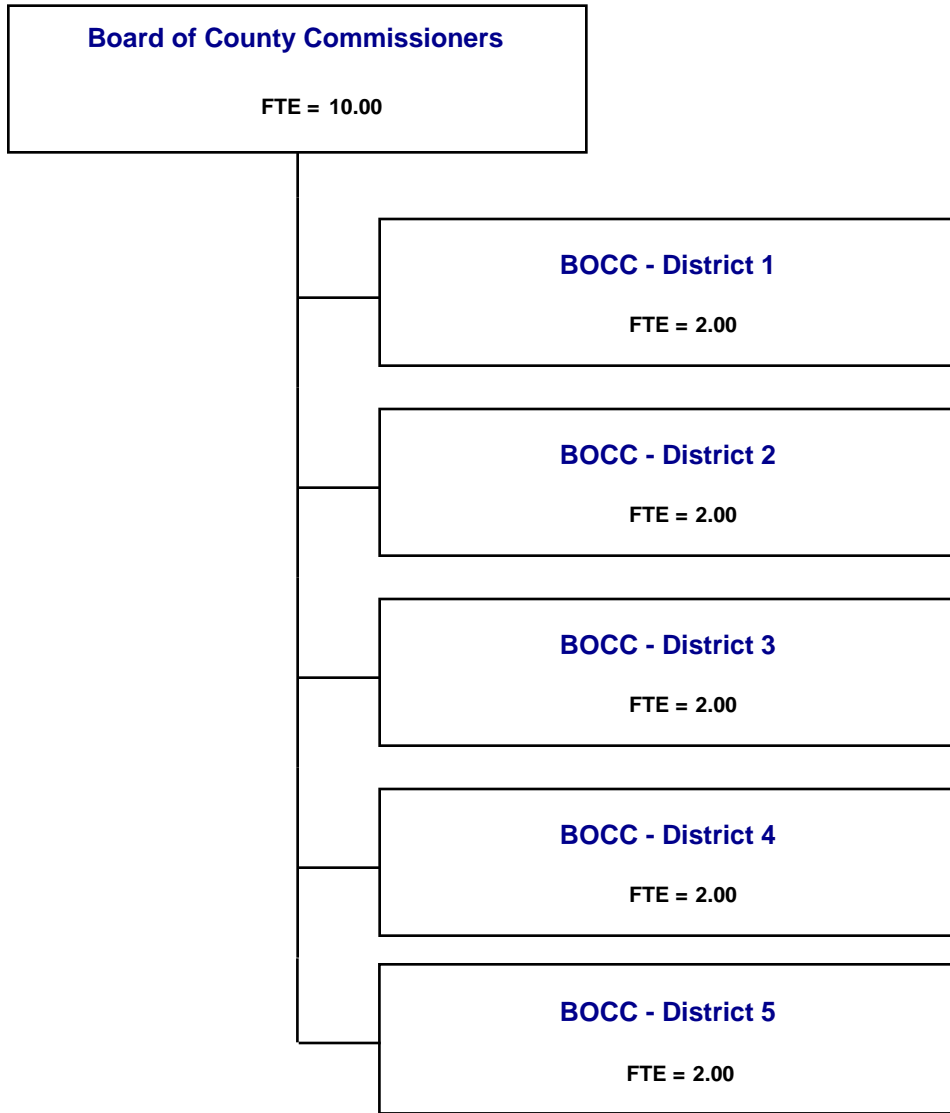 Board of County Commissioners
FTE = 10.00
BOCC - District 1
FTE = 2.00
BOCC - District 2
FTE = 2.00
BOCC - District 3
FTE = 2.00
BOCC - District 4
FTE = 2.00
BOCC - District 5
FTE = 2.00